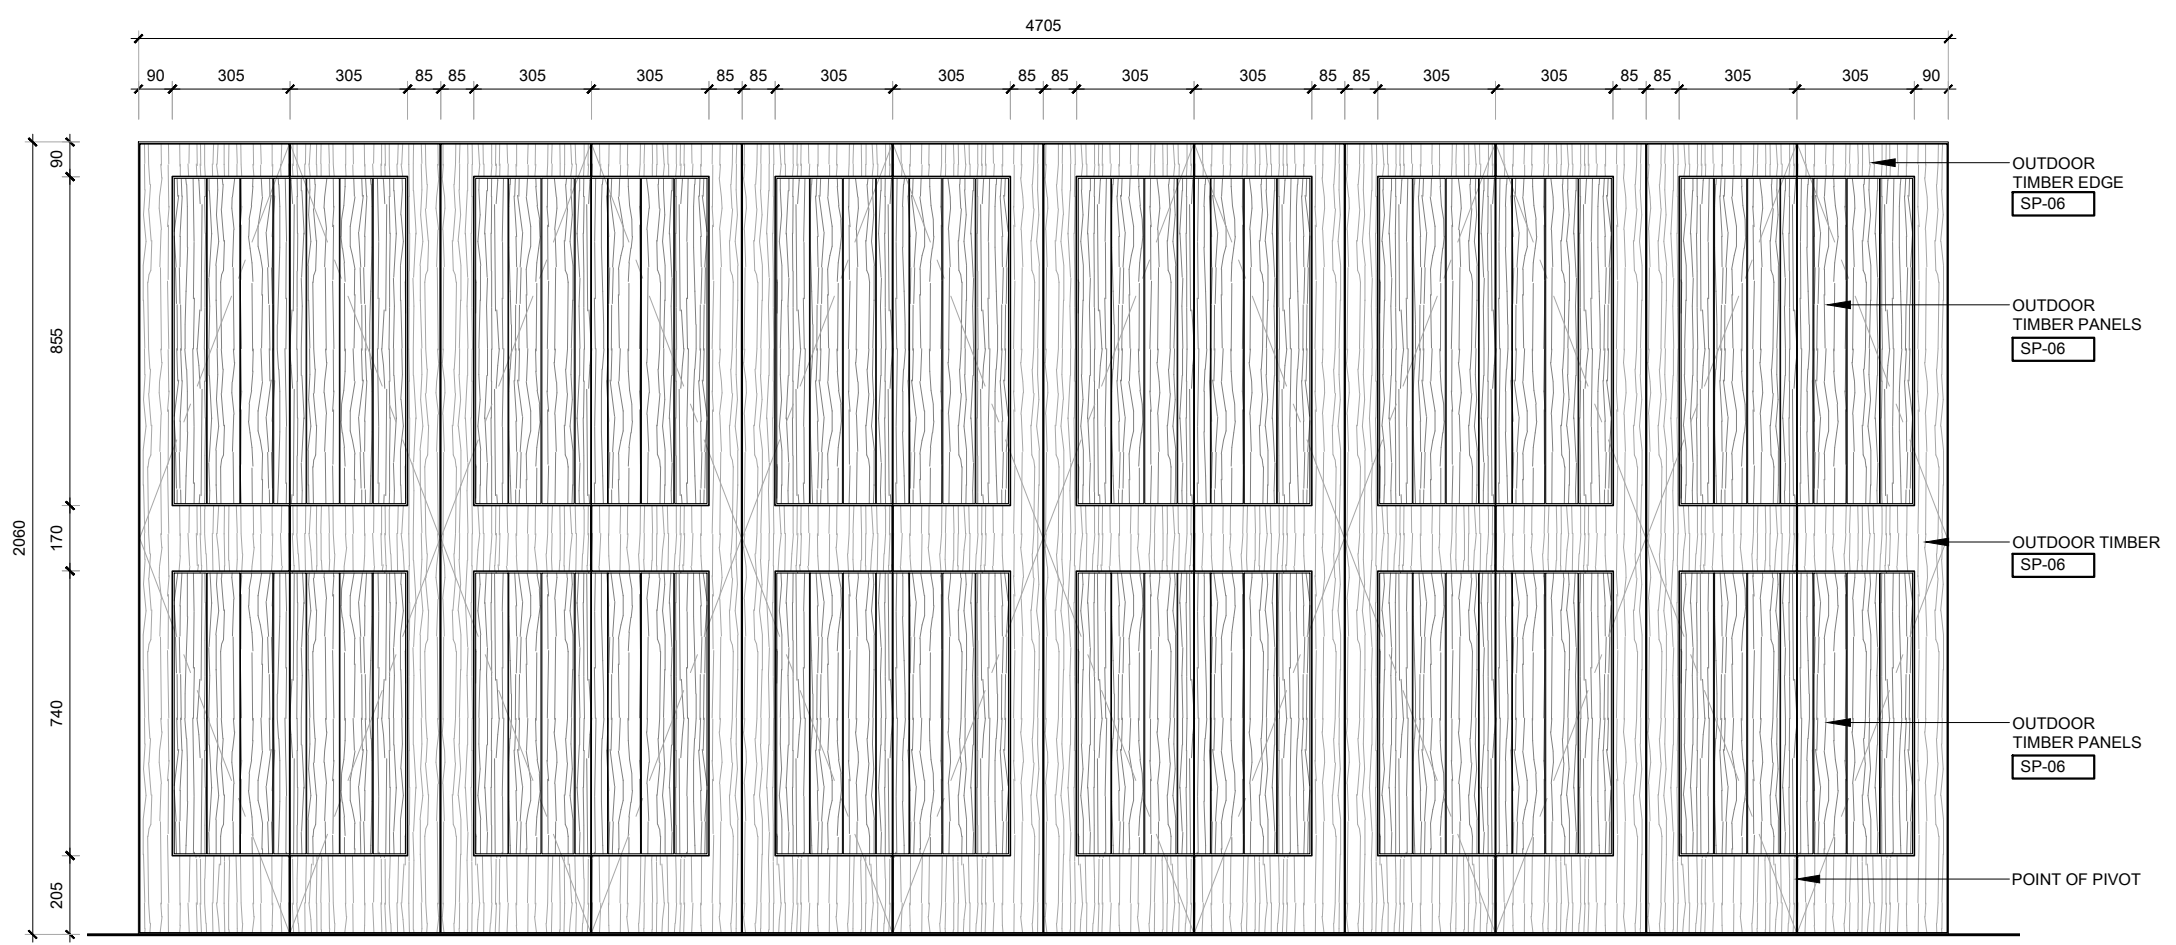 4705
90 305 305 85 85 305 305 85 85 305 305 85 85 305 305 85 85 305 305 85 85 305 305 90
90
855
170
740
205
2060
OUTDOOR
TIMBER EDGE
SP-06
OUTDOOR
TIMBER PANELS
SP-06
OUTDOOR TIMBER
SP-06
OUTDOOR
TIMBER PANELS
SP-06
POINT OF PIVOT